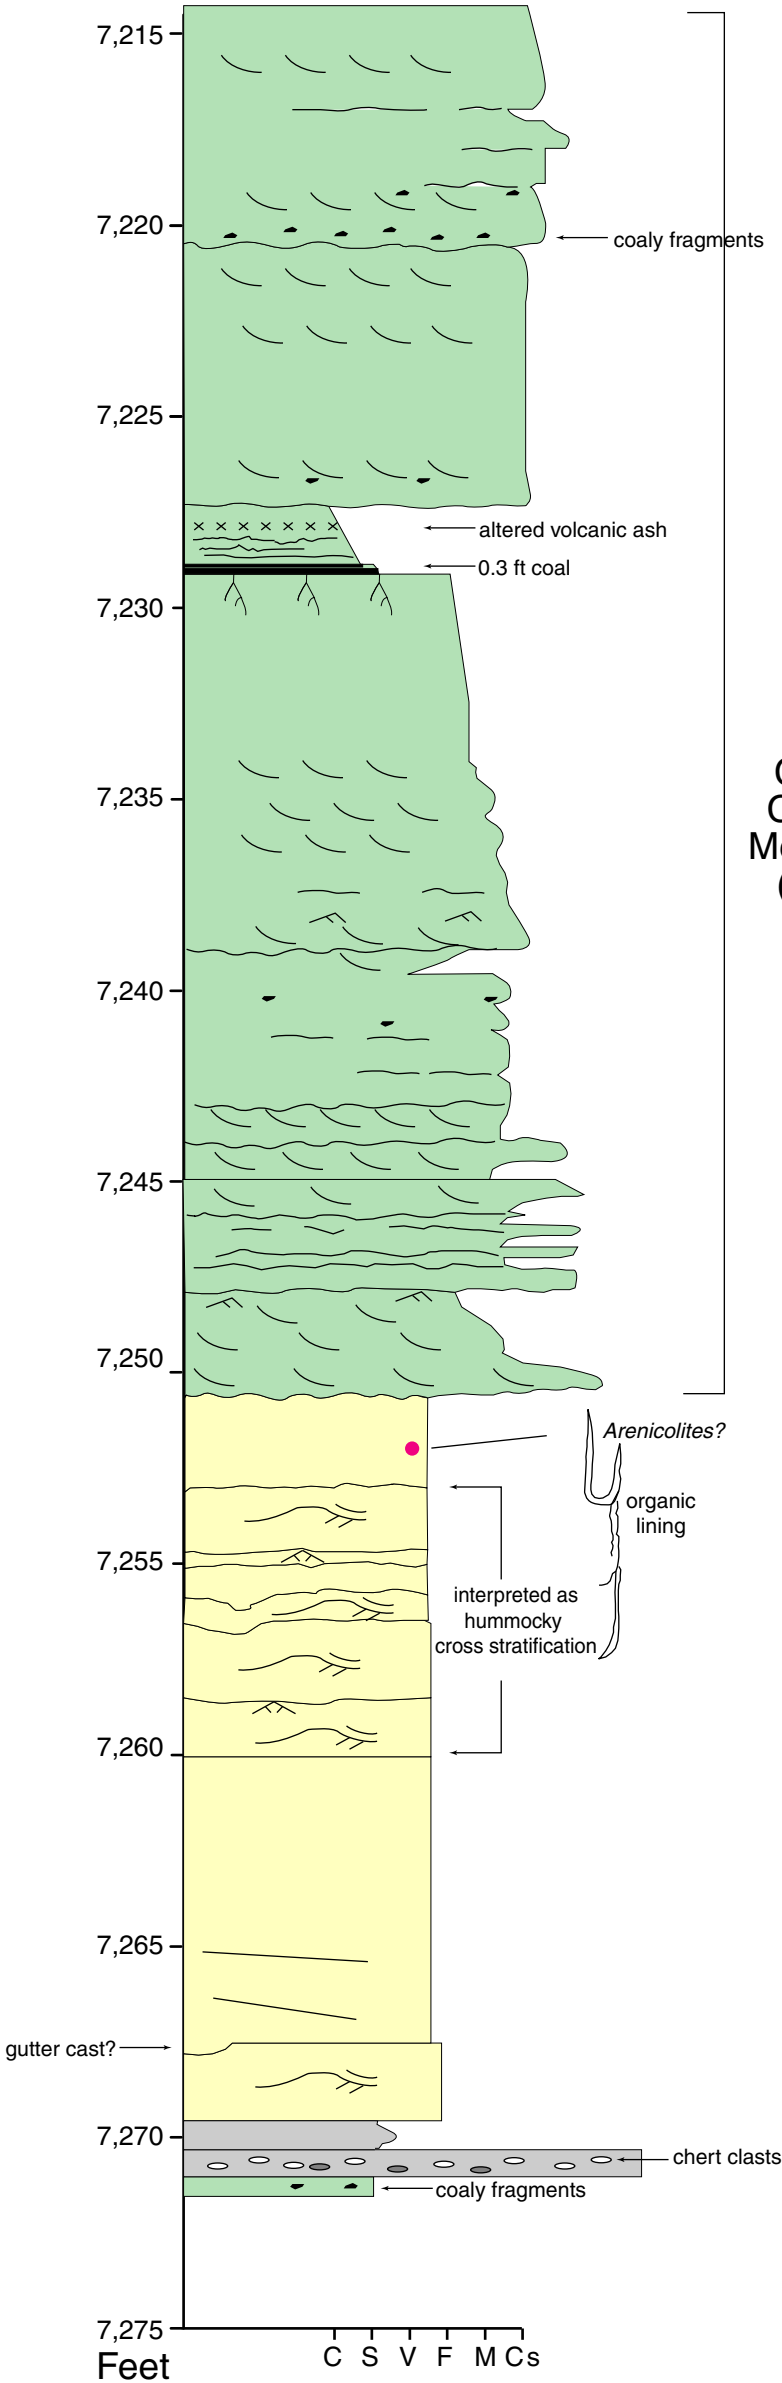 7,215
7,220
coaly fragments
7,225
altered volcanic ash
0.3 ft coal
7,230
7,235
7,240
7,245
7,250
Arenicolites?
organic
lining
7,255
interpreted as
hummocky
cross stratification
7,260
7,265
gutter cast?
7,270
chert clasts
coaly fragments
7,275
Feet
C S V F M Cs